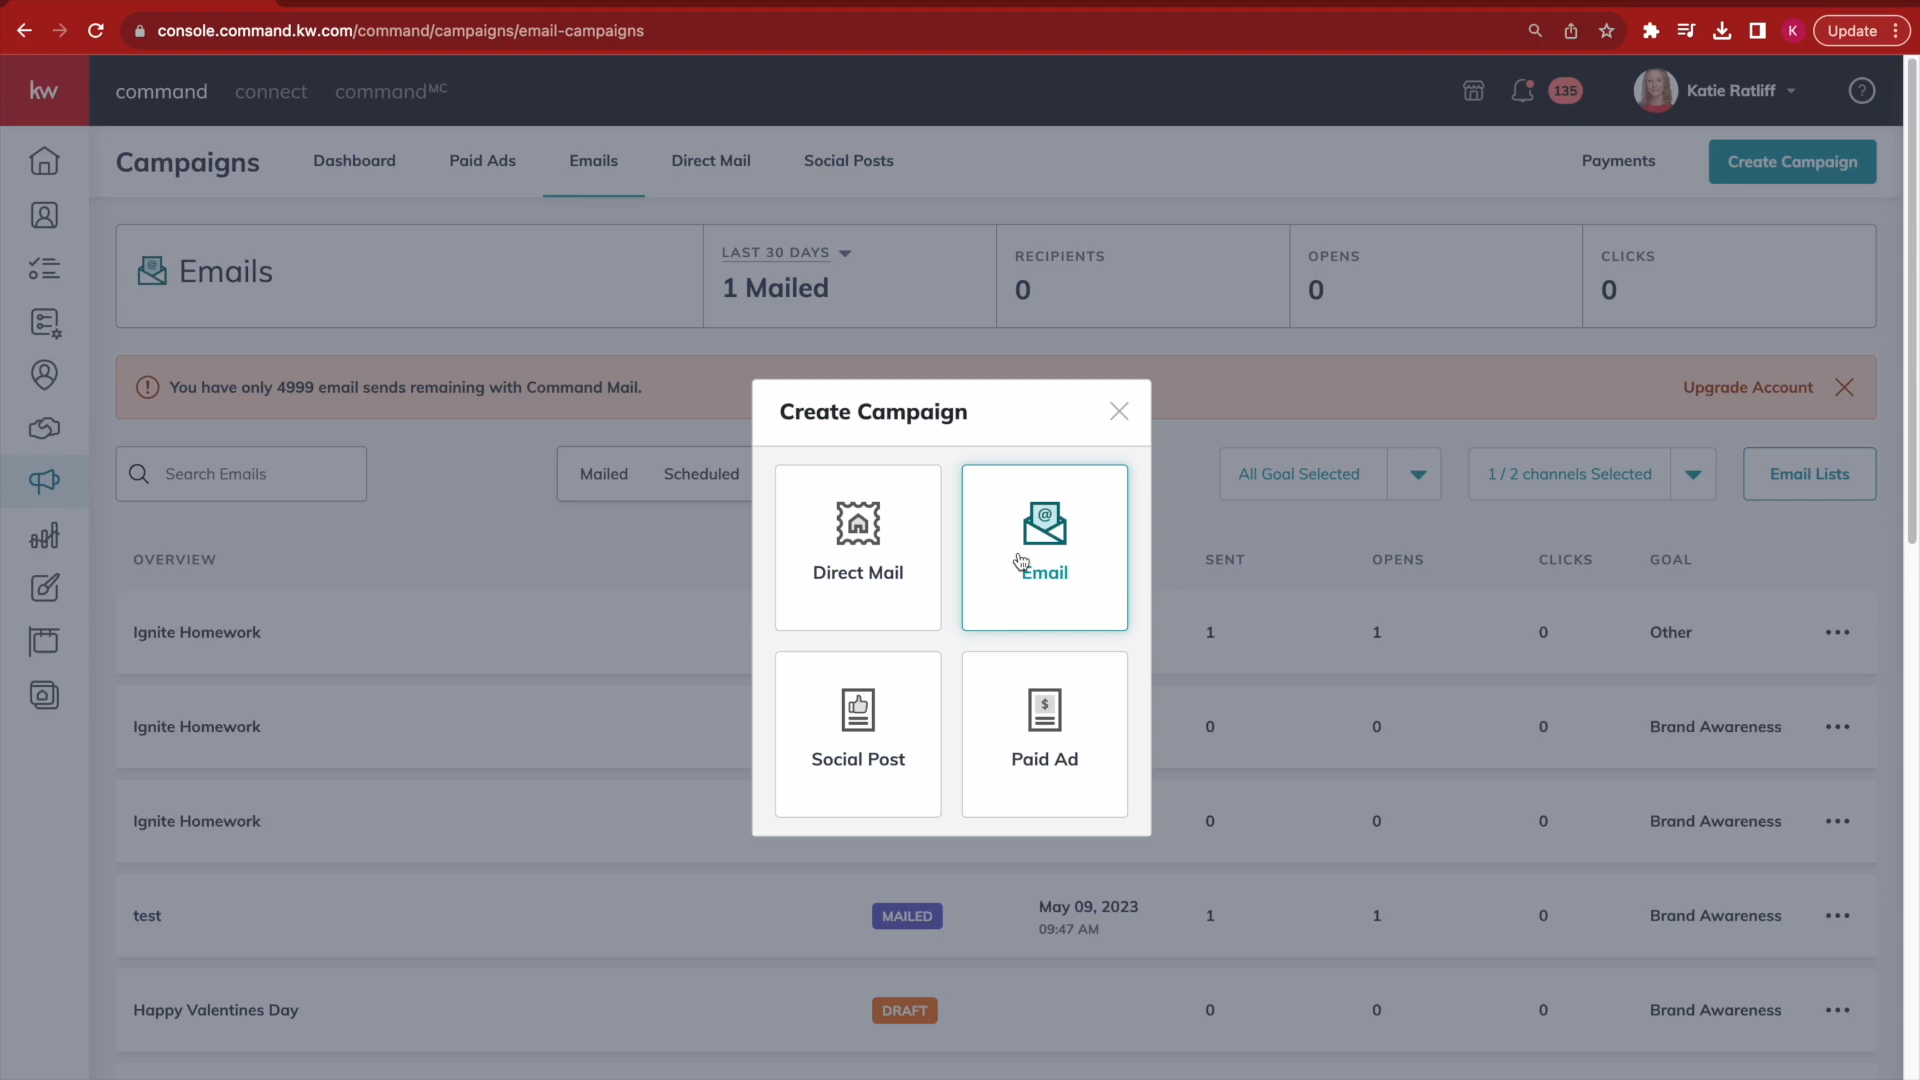 console.command.kw.com/command/campaigns/email-campaigns
K
Update
kw
command
connect
commandMC
135
Katie Ratliff
?
Campaigns
Dashboard
Paid Ads
Emails
Direct Mail
Social Posts
Payments
Create Campaign
Emails
LAST 30 DAYS
1 Mailed
RECIPIENTS
0
OPENS
0
CLICKS
0
You have only 4999 email sends remaining with Command Mail.
Upgrade Account
Search Emails
Mailed
Scheduled
All Goal Selected
1 / 2 channels Selected
Email Lists
Create Campaign
Direct Mail
@
Email
Social Post
$
Paid Ad
OVERVIEW
SENT
OPENS
CLICKS
GOAL
Ignite Homework
1
1
0
Other
Ignite Homework
0
0
0
Brand Awareness
Ignite Homework
0
0
0
Brand Awareness
test
MAILED
May 09, 2023
09:47 AM
1
1
0
Brand Awareness
Happy Valentines Day
DRAFT
0
0
0
Brand Awareness